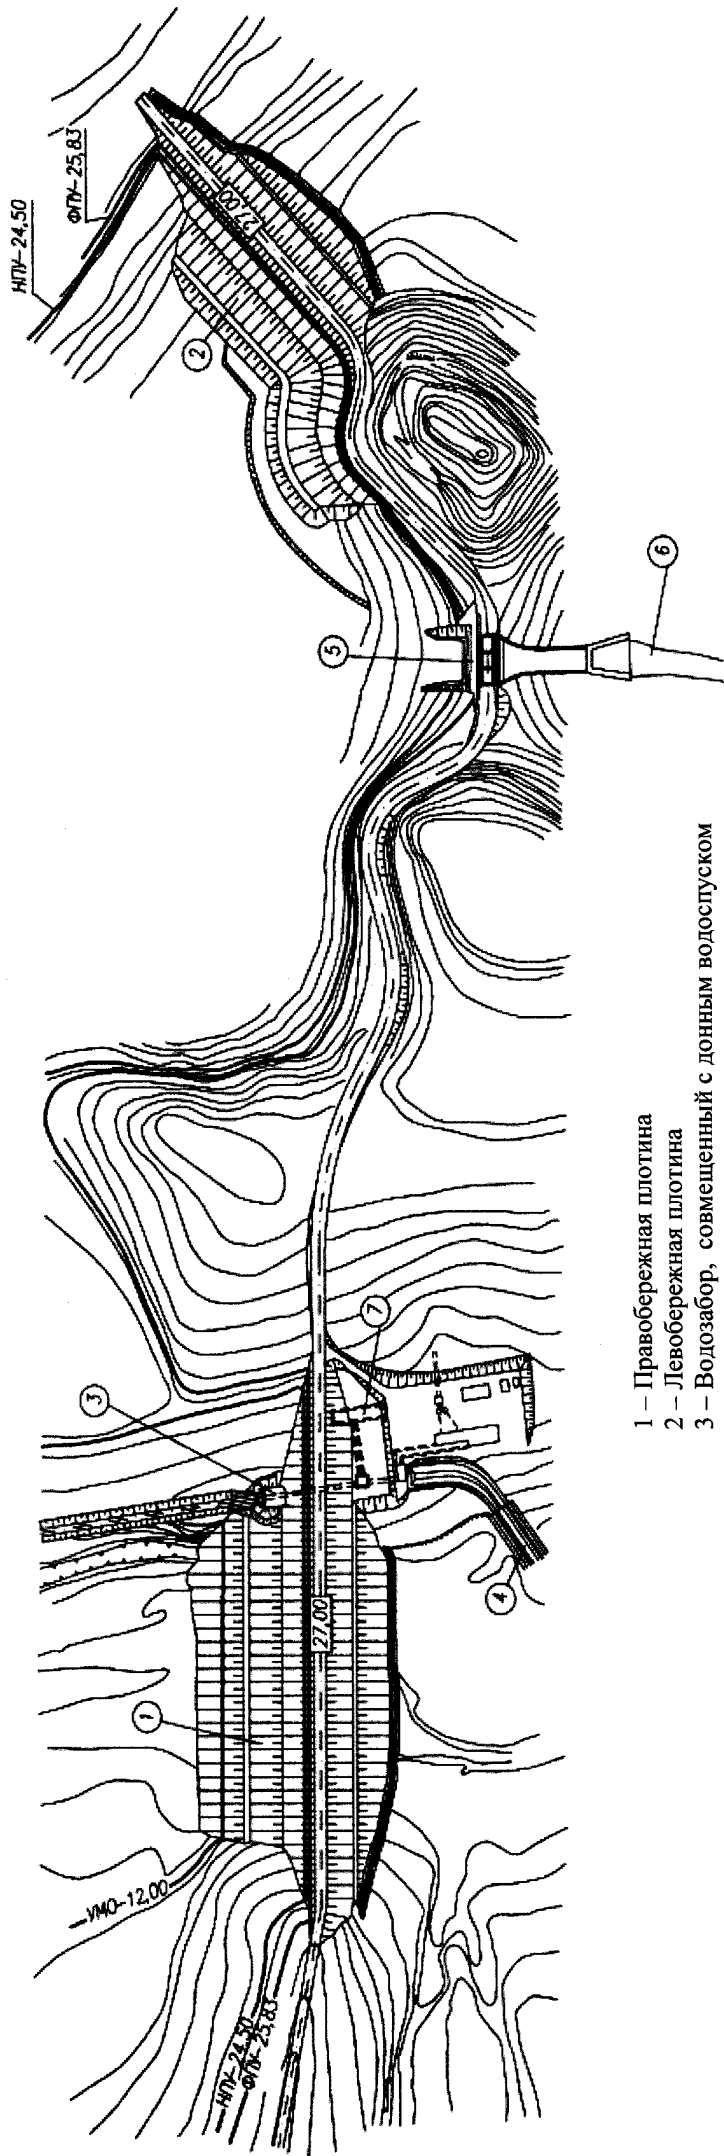 НПУ-24,50
ФПУ-25,83
27,00
2
5
6
3
7
27,00
4
1
УМО-12,00
НПУ-24,50
ФПУ-25,83
1 – Правобережная плотина
2 – Левобережная плотина
3 – Водозабор, совмещенный с донным водоспуском